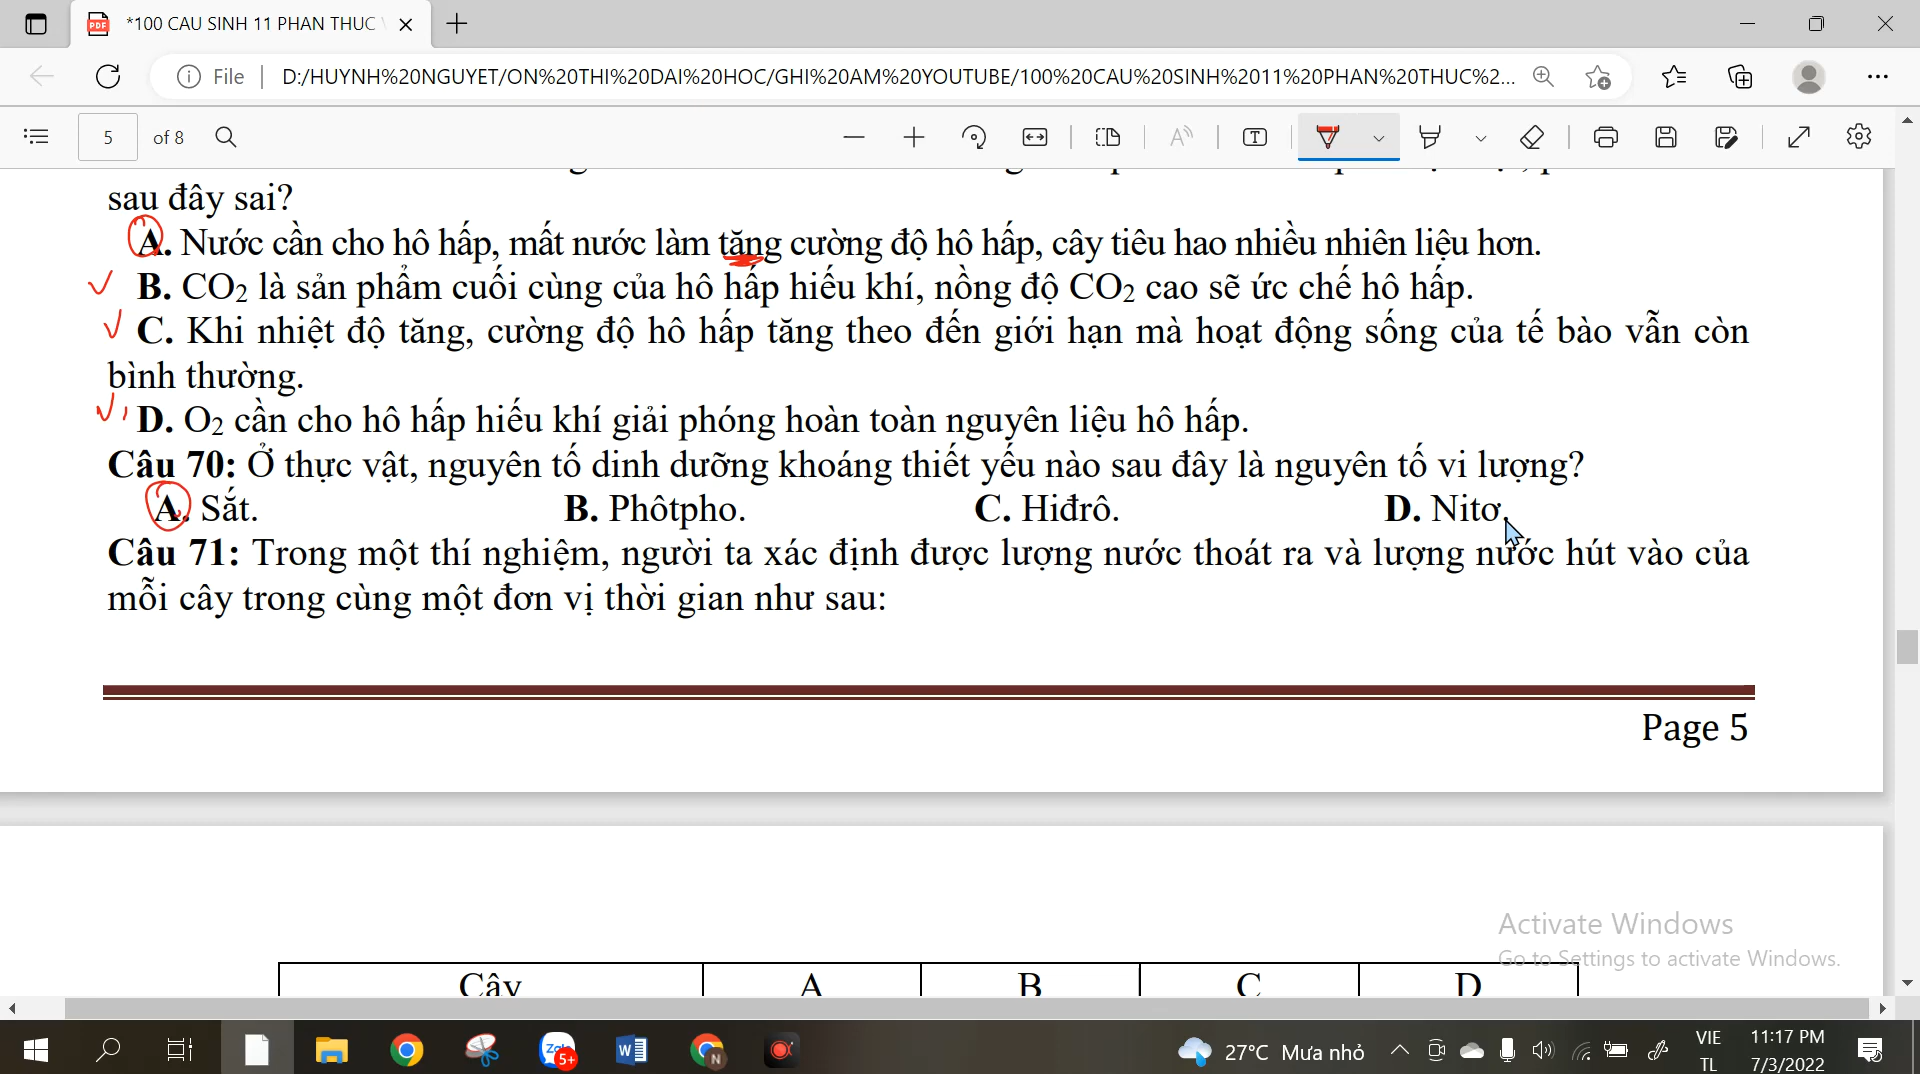 *100 CAU SINH 11 PHAN THUC
File
D:/HUYNH%20NGUYET/ON%20THI%20DAI%20HOC/GHI%20AM%20YOUTUBE/100%20CAU%20SINH%2011%20PHAN%20THUC%2...
5 of 8
sau đây sai?
A. Nước cần cho hô hấp, mất nước làm tăng cường độ hô hấp, cây tiêu hao nhiều nhiên liệu hơn.
B. CO2 là sản phẩm cuối cùng của hô hấp hiếu khí, nồng độ CO2 cao sẽ ức chế hô hấp.
C. Khi nhiệt độ tăng, cường độ hô hấp tăng theo đến giới hạn mà hoạt động sống của tế bào vẫn còn
bình thường.
D. O2 cần cho hô hấp hiếu khí giải phóng hoàn toàn nguyên liệu hô hấp.
Câu 70: Ở thực vật, nguyên tố dinh dưỡng khoáng thiết yếu nào sau đây là nguyên tố vi lượng?
A. Sắt. B. Phôtpho. C. Hiđrô. D. Nitơ.
Câu 71: Trong một thí nghiệm, người ta xác định được lượng nước thoát ra và lượng nước hút vào của
mỗi cây trong cùng một đơn vị thời gian như sau:
Page 5
Activate Windows
Go to Settings to activate Windows.
Cây A B C D
27°C Mưa nhỏ
VIE
TL
11:17 PM
7/3/2022